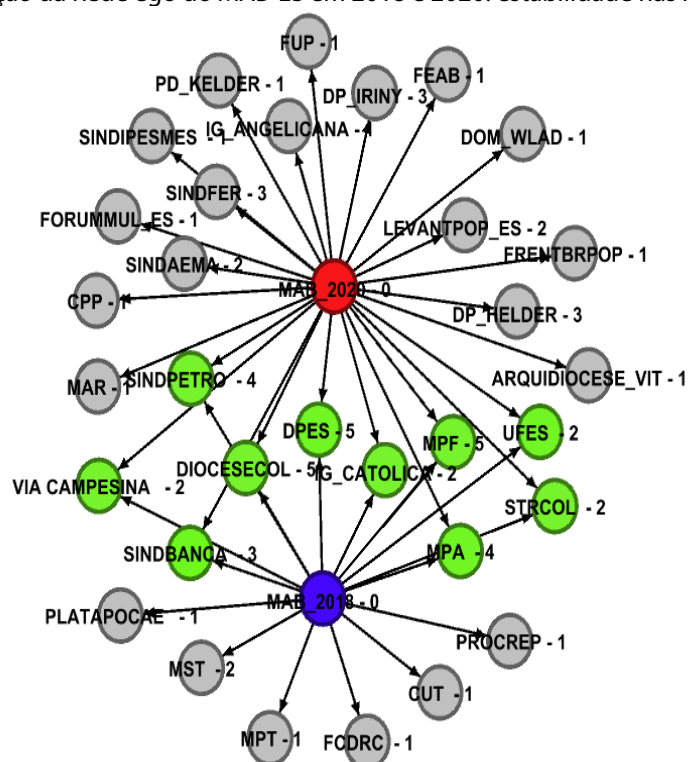 FUP - 1
FEAB - 1
PD_KELDER - 1
DP_IRINY - 3
IG_ANGELICANA -
SINDIPESMES - 1
DOM_WLAD - 1
SINDFER - 3
FORUMMUL_ES - 1
LEVANTPOP_ES - 2
FRENTBRPOP - 1
SINDAEMA - 2
MAB_2020 - 0
CPP - 1
DP_HELDER - 3
MAR - 1
SINDPETRO - 4
ARQUIDIOCESE_VIT - 1
DPES - 5
MPF - 5
UFES - 2
DIOCESECOL - 5
IG_CATOLICA - 2
VIA CAMPESINA - 2
STRCOL - 2
SINDBANCA - 3
MPA - 4
MAB_2018 - 0
PLATAPOCAE - 1
PROCREP - 1
MST - 2
CUT - 1
MPT - 1
FCDRC - 1